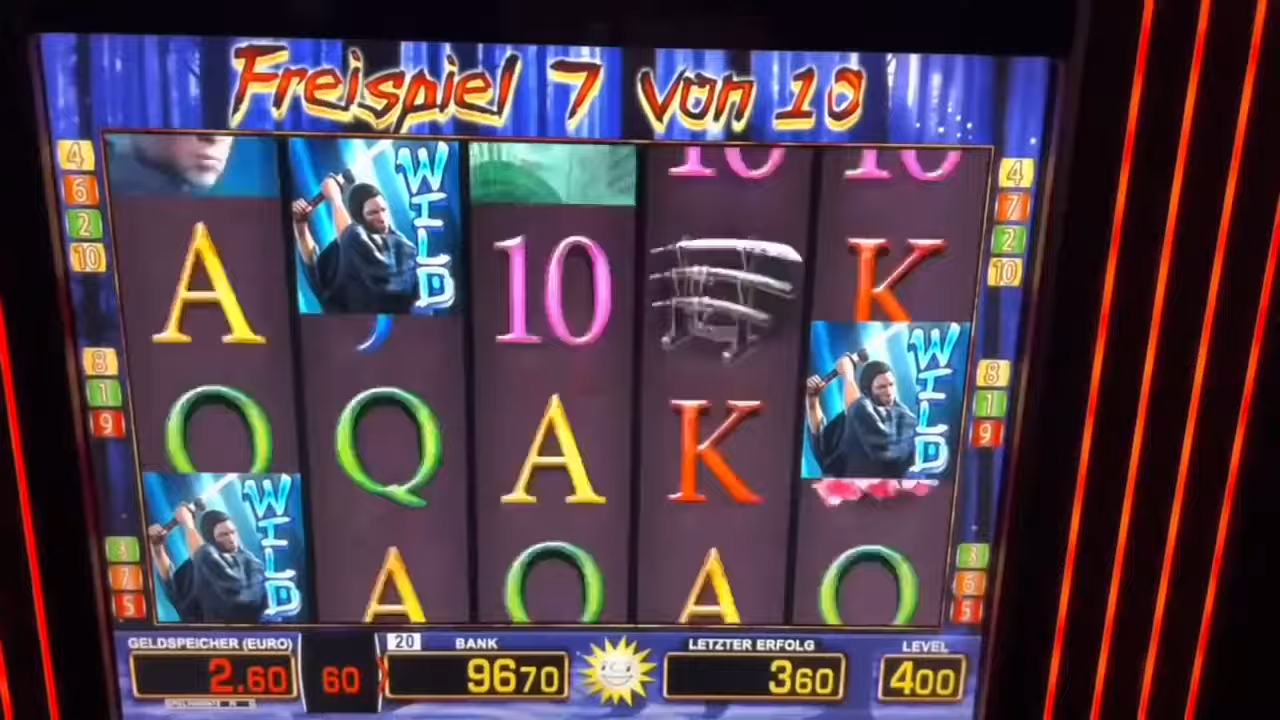 Freispiel 7 von 10
10 10
4 4
6 7
2 2
10 10
WILD
A 10 K
WILD
8 8
1 1
9 9
Q Q A K
WILD
3 3
7 6
5 5
A Q A Q
GELDSPEICHER (EURO) 20 BANK LETZTER ERFOLG LEVEL
2.60 60 9670 360 400